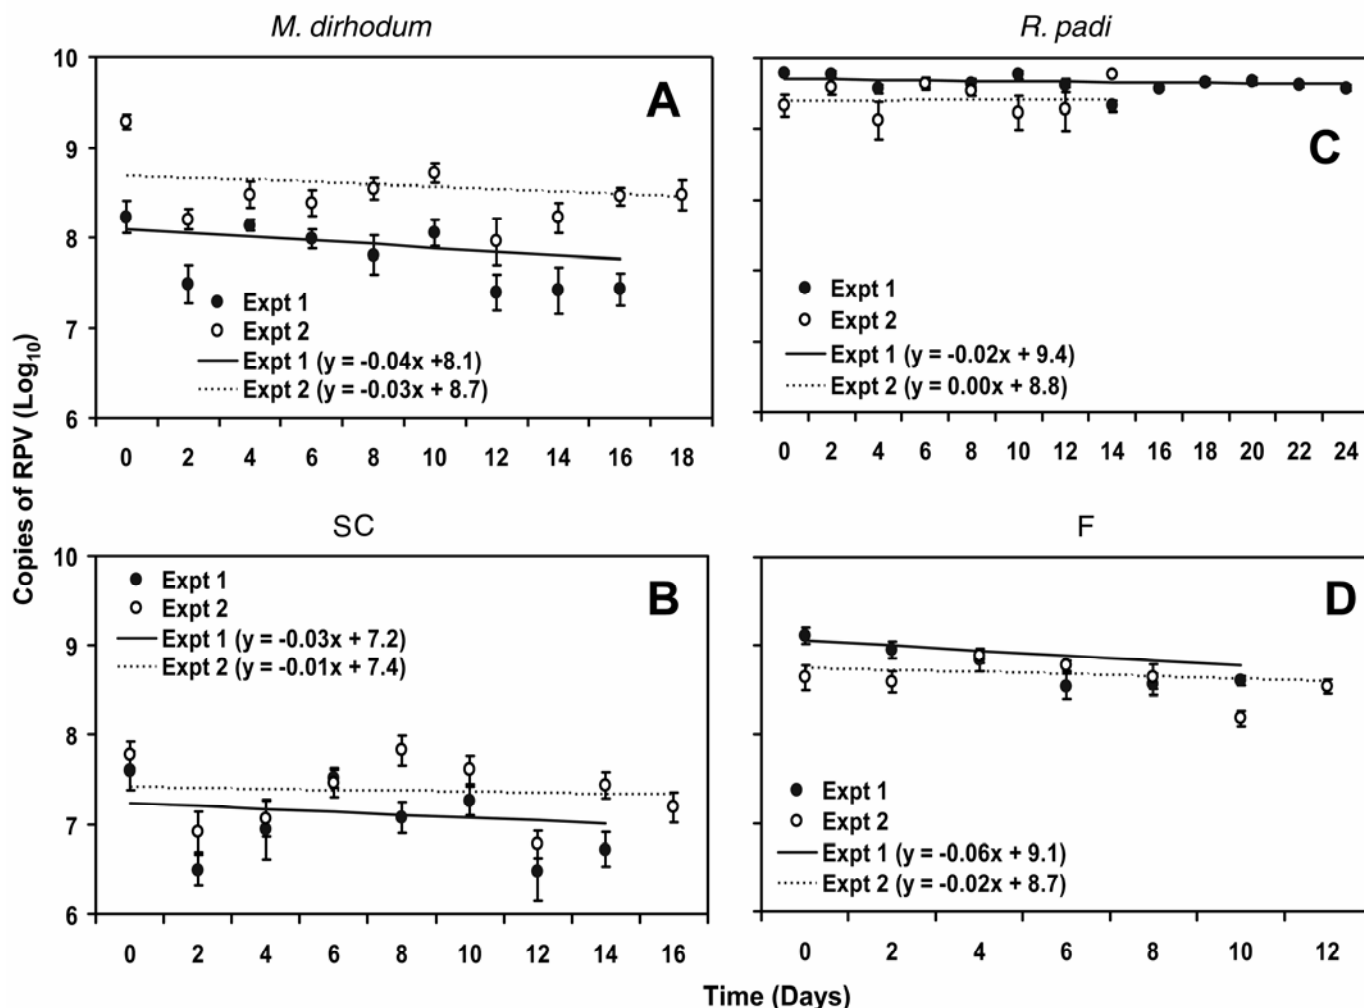 M. dirhodum
R. padi
Copies of RPV (Log10)
10
9
8
7
6
A
Expt 1
Expt 2
Expt 1 (y = -0.04x +8.1)
Expt 2 (y = -0.03x + 8.7)
0 2 4 6 8 10 12 14 16 18
C
Expt 1
Expt 2
Expt 1 (y = -0.02x + 9.4)
Expt 2 (y = 0.00x + 8.8)
0 2 4 6 8 10 12 14 16 18 20 22 24
SC
F
10
9
8
7
6
Expt 1
Expt 2
Expt 1 (y = -0.03x + 7.2)
Expt 2 (y = -0.01x + 7.4)
B
0 2 4 6 8 10 12 14 16
D
Expt 1
Expt 2
Expt 1 (y = -0.06x + 9.1)
Expt 2 (y = -0.02x + 8.7)
0 2 4 6 8 10 12
Time (Days)